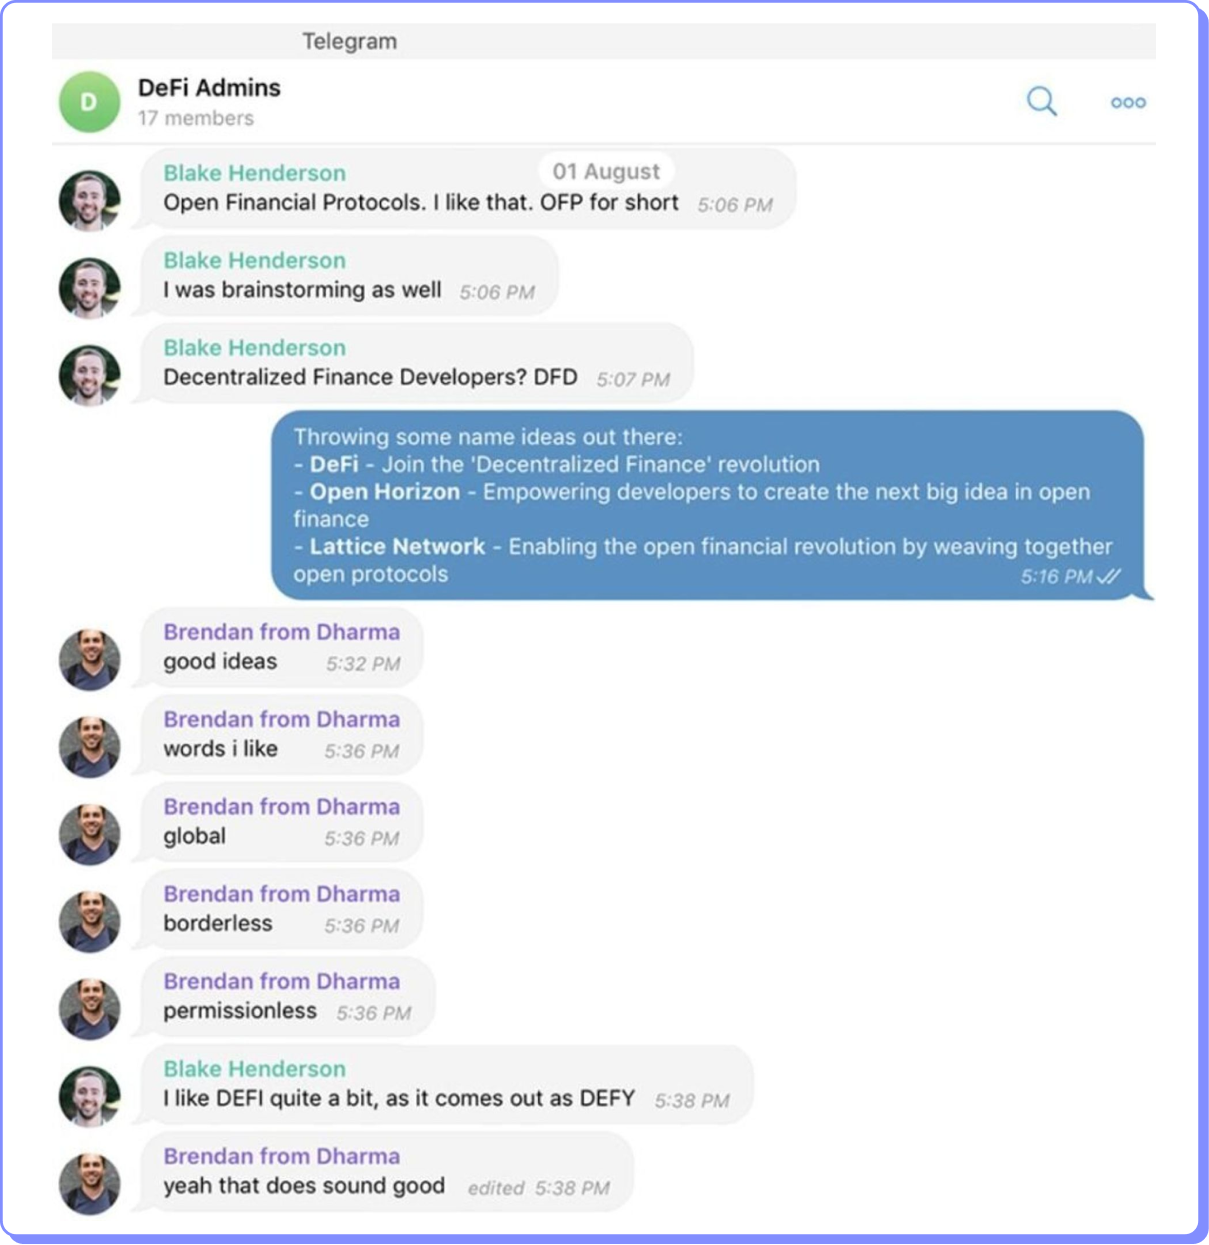 Telegram
D
DeFi Admins
17 members
01 August
Blake Henderson
Open Financial Protocols. I like that. OFP for short 5:06 PM
Blake Henderson
I was brainstorming as well 5:06 PM
Blake Henderson
Decentralized Finance Developers? DFD 5:07 PM
Throwing some name ideas out there:
- DeFi - Join the 'Decentralized Finance' revolution
- Open Horizon - Empowering developers to create the next big idea in open
finance
- Lattice Network - Enabling the open financial revolution by weaving together
open protocols 5:16 PM
Brendan from Dharma
good ideas 5:32 PM
Brendan from Dharma
words i like 5:36 PM
Brendan from Dharma
global 5:36 PM
Brendan from Dharma
borderless 5:36 PM
Brendan from Dharma
permissionless 5:36 PM
Blake Henderson
I like DEFI quite a bit, as it comes out as DEFY 5:38 PM
Brendan from Dharma
yeah that does sound good edited 5:38 PM